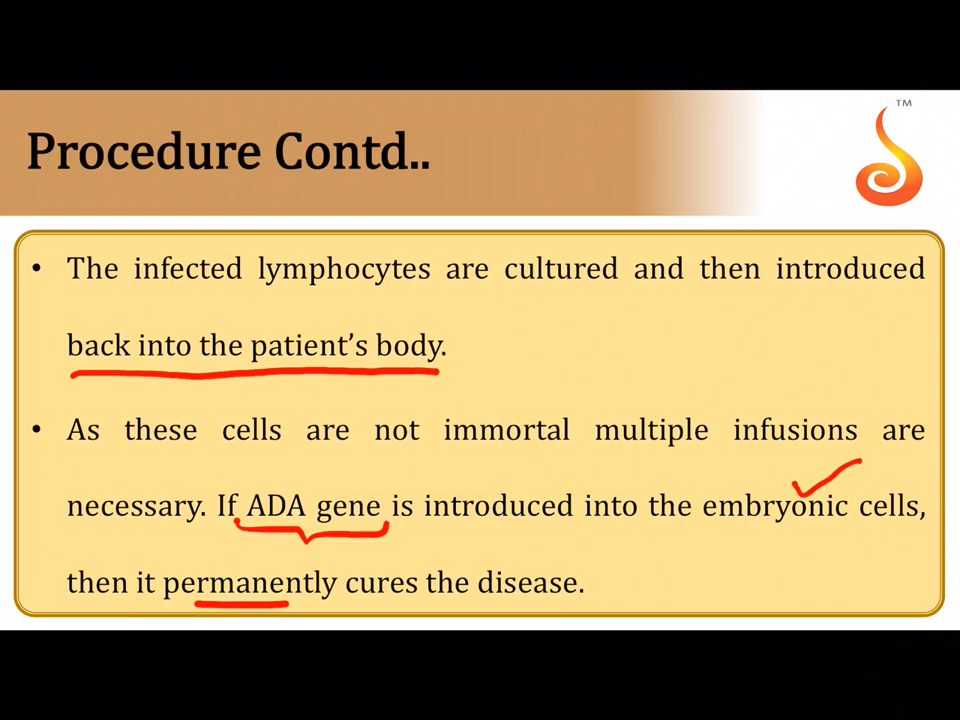 TM
Procedure Contd..
• The infected lymphocytes are cultured and then introduced
back into the patient’s body.
• As these cells are not immortal multiple infusions are
necessary. If ADA gene is introduced into the embryonic cells,
then it permanently cures the disease.